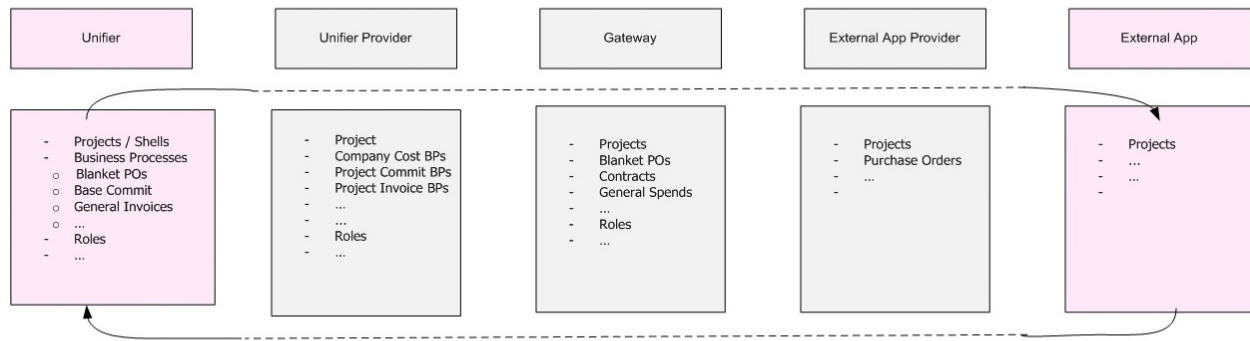 Unifier
Unifier Provider
Gateway
External App Provider
External App
- Projects / Shells
- Business Processes
o Blanket POs
o Base Commit
o General Invoices
o ...
- Roles
- ...
- Project
- Company Cost BPs
- Project Commit BPs
- Project Invoice BPs
- ...
- ...
- Roles
- ...
- Projects
- Blanket POs
- Contracts
- General Spends
- ...
- Roles
- ...
- Projects
- Purchase Orders
- ...
-
- Projects
- ...
- ...
-